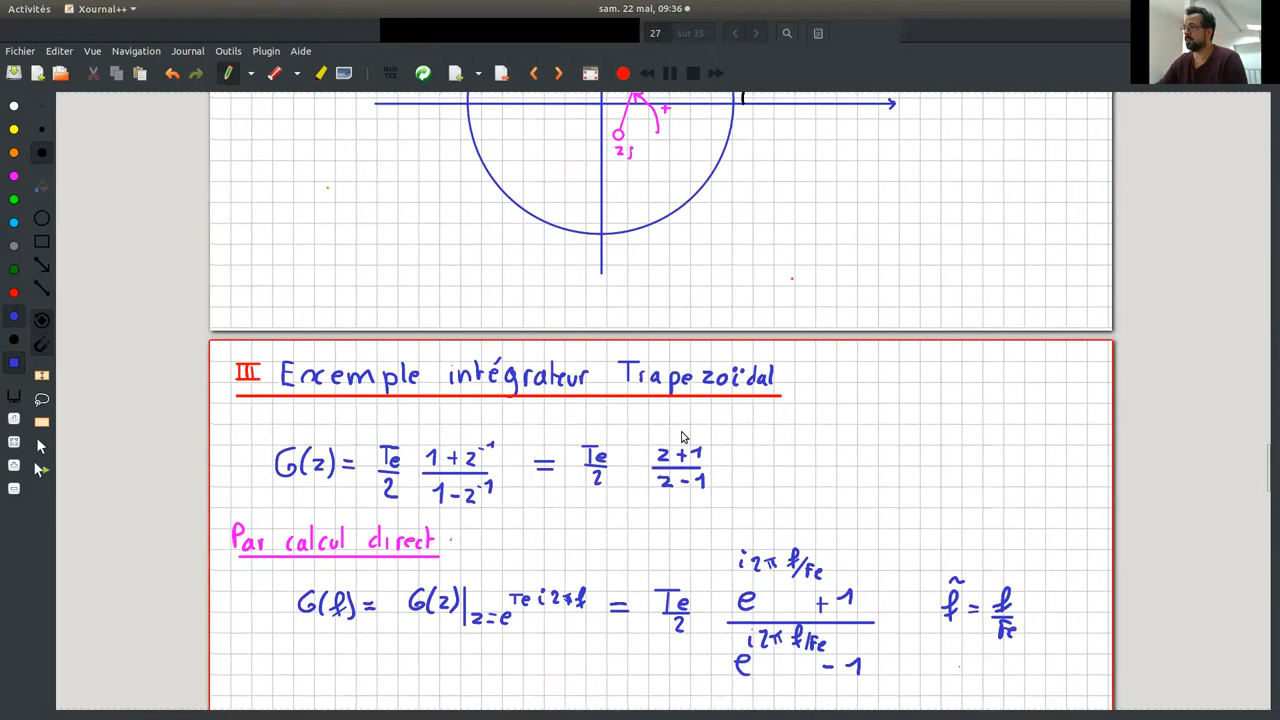 Activités Xournal++ sam. 22 mai, 09:36
27 sur 35
Fichier Editer Vue Navigation Journal Outils Plugin Aide
+
zj
III Exemple intégrateur Trapezoïdal
G(z) = Te/2 (1 + z⁻¹)/(1 - z⁻¹) = Te/2 (z+1)/(z-1)
Par calcul direct.
G(f) = G(z)|z=e^(Te i2πf) = Te/2 (e^(i2π f/Fe) + 1)/(e^(i2π f/Fe) - 1) f̃ = f/Fe